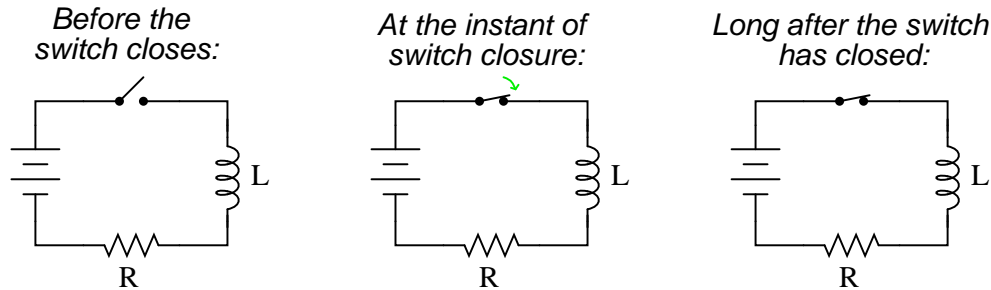 Before the
switch closes:
L
R
At the instant of
switch closure:
L
R
Long after the switch
has closed:
L
R